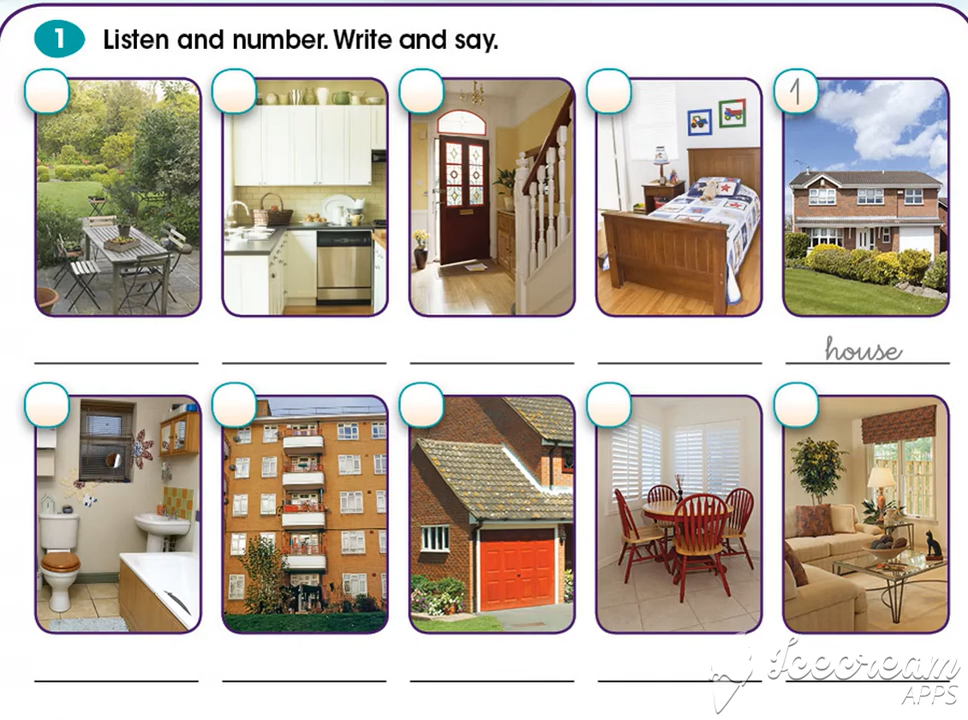 1 Listen and number. Write and say.
1
house
Icecream
APPS